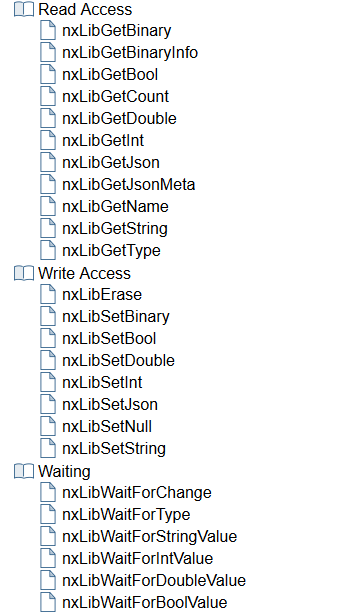 Read Access
nxLibGetBinary
nxLibGetBinaryInfo
nxLibGetBool
nxLibGetCount
nxLibGetDouble
nxLibGetInt
nxLibGetJson
nxLibGetJsonMeta
nxLibGetName
nxLibGetString
nxLibGetType
Write Access
nxLibErase
nxLibSetBinary
nxLibSetBool
nxLibSetDouble
nxLibSetInt
nxLibSetJson
nxLibSetNull
nxLibSetString
Waiting
nxLibWaitForChange
nxLibWaitForType
nxLibWaitForStringValue
nxLibWaitForIntValue
nxLibWaitForDoubleValue
nxLibWaitForBoolValue